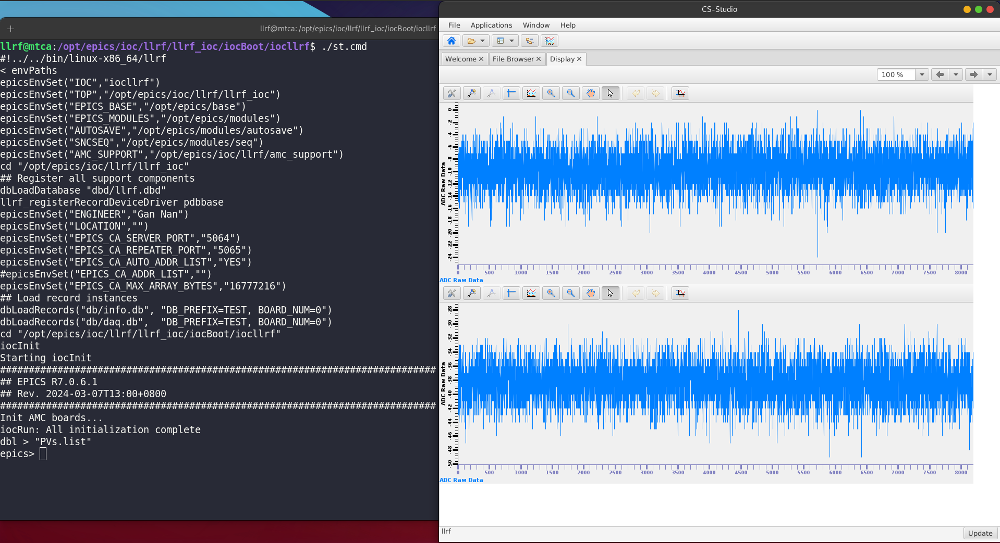 llrf@mtca: /opt/epics/ioc/llrf/llrf_ioc/iocBoot/iocllrf
llrf@mtca:/opt/epics/ioc/llrf/llrf_ioc/iocBoot/iocllrf$ ./st.cmd
#!../../bin/linux-x86_64/llrf
< envPaths
epicsEnvSet("IOC","iocllrf")
epicsEnvSet("TOP","/opt/epics/ioc/llrf/llrf_ioc")
epicsEnvSet("EPICS_BASE","/opt/epics/base")
epicsEnvSet("EPICS_MODULES","/opt/epics/modules")
epicsEnvSet("AUTOSAVE","/opt/epics/modules/autosave")
epicsEnvSet("SNCSEQ","/opt/epics/modules/seq")
epicsEnvSet("AMC_SUPPORT","/opt/epics/ioc/llrf/amc_support")
cd "/opt/epics/ioc/llrf/llrf_ioc"
## Register all support components
dbLoadDatabase "dbd/llrf.dbd"
llrf_registerRecordDeviceDriver pdbbase
epicsEnvSet("ENGINEER","Gan Nan")
epicsEnvSet("LOCATION","")
epicsEnvSet("EPICS_CA_SERVER_PORT","5064")
epicsEnvSet("EPICS_CA_REPEATER_PORT","5065")
epicsEnvSet("EPICS_CA_AUTO_ADDR_LIST","YES")
#epicsEnvSet("EPICS_CA_ADDR_LIST","")
epicsEnvSet("EPICS_CA_MAX_ARRAY_BYTES","16777216")
## Load record instances
dbLoadRecords("db/info.db", "DB_PREFIX=TEST, BOARD_NUM=0")
dbLoadRecords("db/daq.db",  "DB_PREFIX=TEST, BOARD_NUM=0")
cd "/opt/epics/ioc/llrf/llrf_ioc/iocBoot/iocllrf"
iocInit
Starting iocInit
############################################################################
## EPICS R7.0.6.1
## Rev. 2024-03-07T13:00+0800
############################################################################
Init AMC boards...
iocRun: All initialization complete
dbl > "PVs.list"
epics>
CS-Studio
File Applications Window Help
Welcome File Browser Display
100 %
ADC Raw Data
0
-2
-4
-6
-8
-10
-12
-14
-16
-18
-20
-22
-24
0 500 1000 1500 2000 2500 3000 3500 4000 4500 5000 5500 6000 6500 7000 7500 8000
ADC Raw Data
ADC Raw Data
-28
-30
-32
-34
-36
-38
-40
-42
-44
-46
-48
-50
0 500 1000 1500 2000 2500 3000 3500 4000 4500 5000 5500 6000 6500 7000 7500 8000
ADC Raw Data
llrf
Update